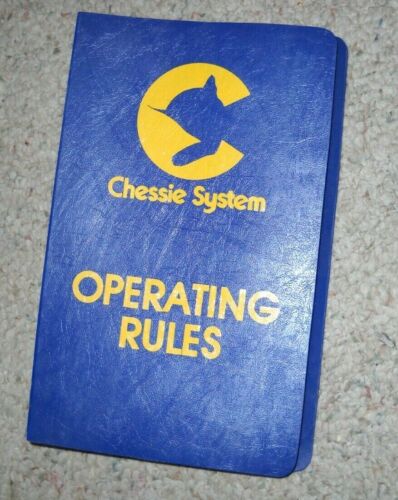 Chessie System
OPERATING
RULES